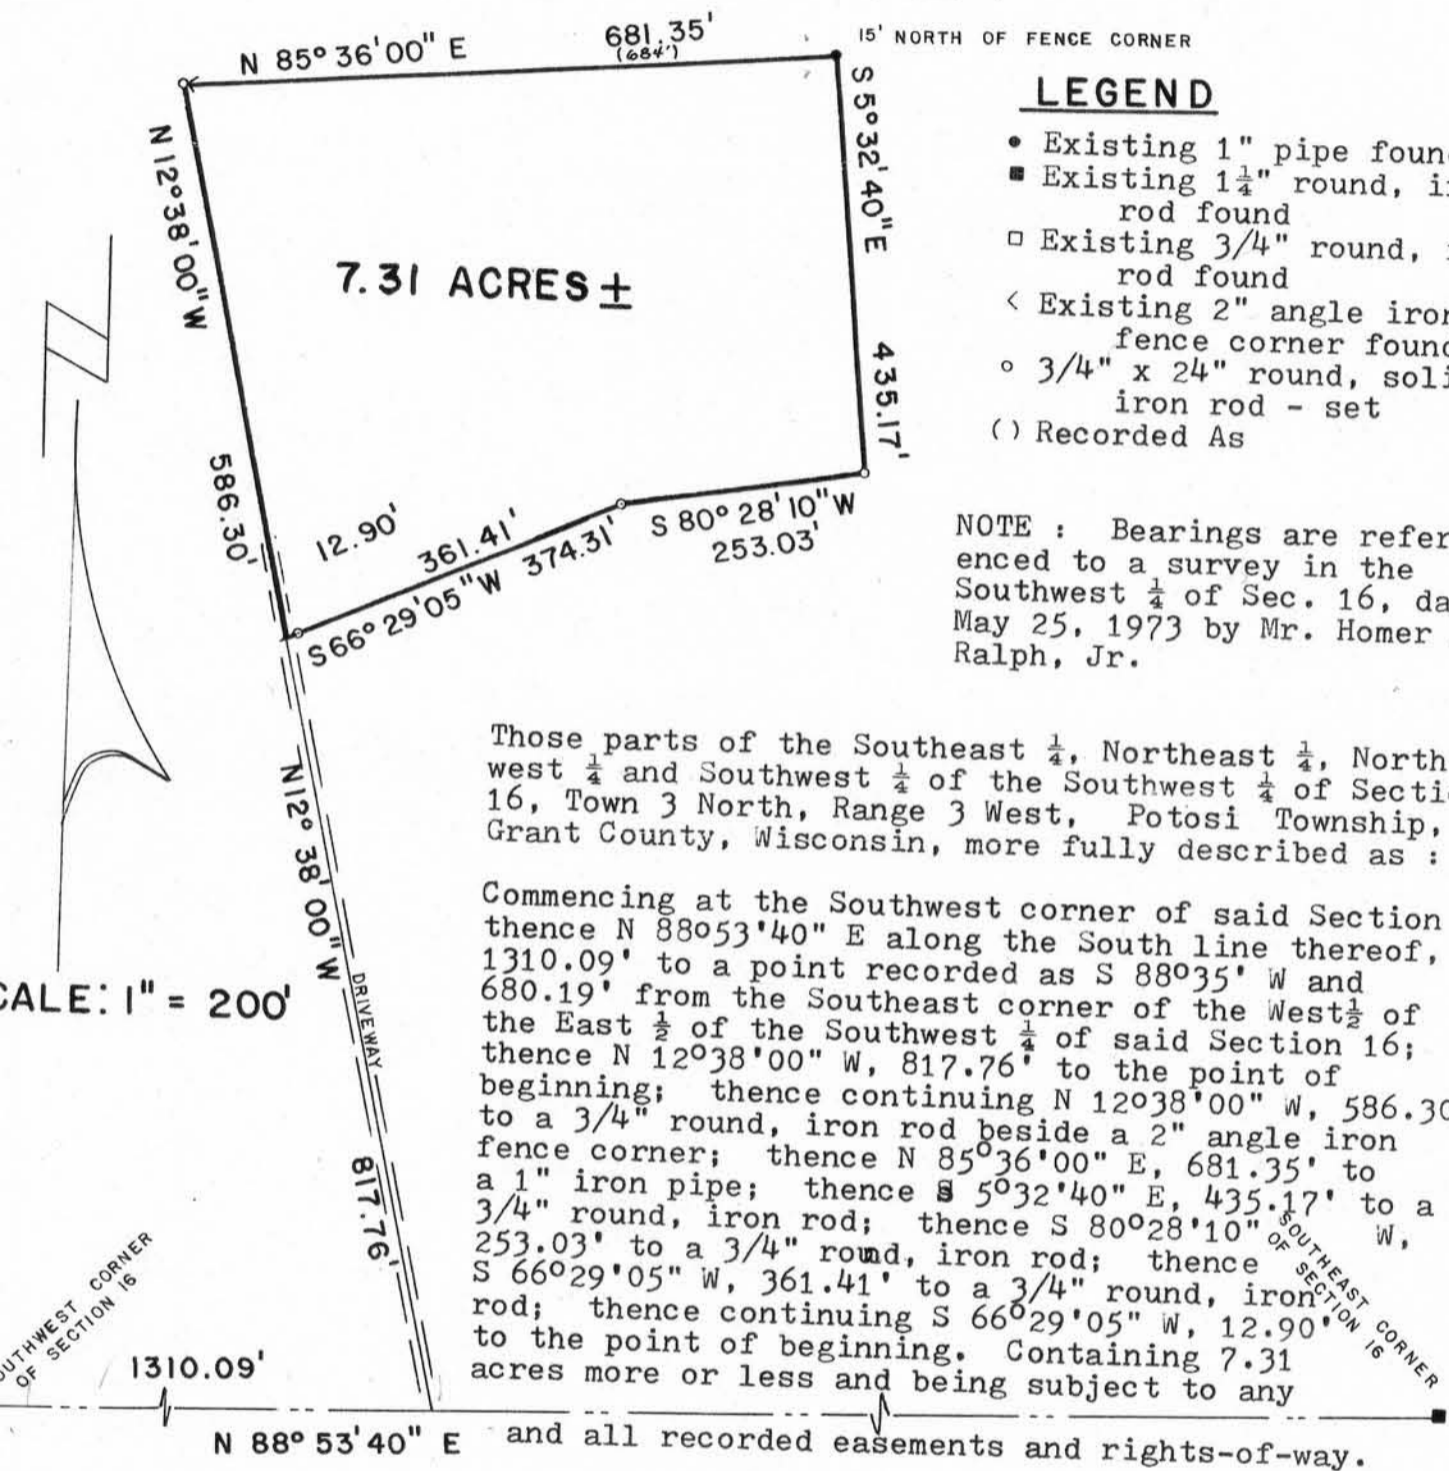 N 85° 36' 00" E
681.35'
(684')
15' NORTH OF FENCE CORNER
N 12° 38' 00" W
S 5° 32' 40" E
LEGEND
• Existing 1" pipe foun
■ Existing 1¼" round, i
rod found
□ Existing 3/4" round,
rod found
< Existing 2" angle iron
fence corner foun
○ 3/4" x 24" round, soli
iron rod - set
() Recorded As
7.31 ACRES ±
435.17'
586.30'
12.90'
361.41'
S 66° 29' 05" W 374.31'
S 80° 28' 10" W
253.03'
NOTE : Bearings are refer
enced to a survey in the
Southwest ¼ of Sec. 16, da
May 25, 1973 by Mr. Homer
Ralph, Jr.
Those parts of the Southeast ¼, Northeast ¼, North
west ¼ and Southwest ¼ of the Southwest ¼ of Secti
16, Town 3 North, Range 3 West, Potosi Township,
Grant County, Wisconsin, more fully described as :
N 12° 38' 00" W
DRIVEWAY
817.76'
CALE: 1" = 200'
Commencing at the Southwest corner of said Section
thence N 88°53'40" E along the South line thereof,
1310.09' to a point recorded as S 88°35' W and
680.19' from the Southeast corner of the West½ of
the East ½ of the Southwest ¼ of said Section 16;
thence N 12°38'00" W, 817.76' to the point of
beginning; thence continuing N 12°38'00" W, 586.30
to a 3/4" round, iron rod beside a 2" angle iron
fence corner; thence N 85°36'00" E, 681.35' to
a 1" iron pipe; thence S 5°32'40" E, 435.17' to a
3/4" round, iron rod; thence S 80°28'10" W,
253.03' to a 3/4" round, iron rod; thence
S 66°29'05" W, 361.41' to a 3/4" round, iron
rod; thence continuing S 66°29'05" W, 12.90'
to the point of beginning. Containing 7.31
acres more or less and being subject to any
and all recorded easements and rights-of-way.
OUTHWEST CORNER
OF SECTION 16
SOUTHEAST CORNER
OF SECTION 16
1310.09'
N 88° 53' 40" E